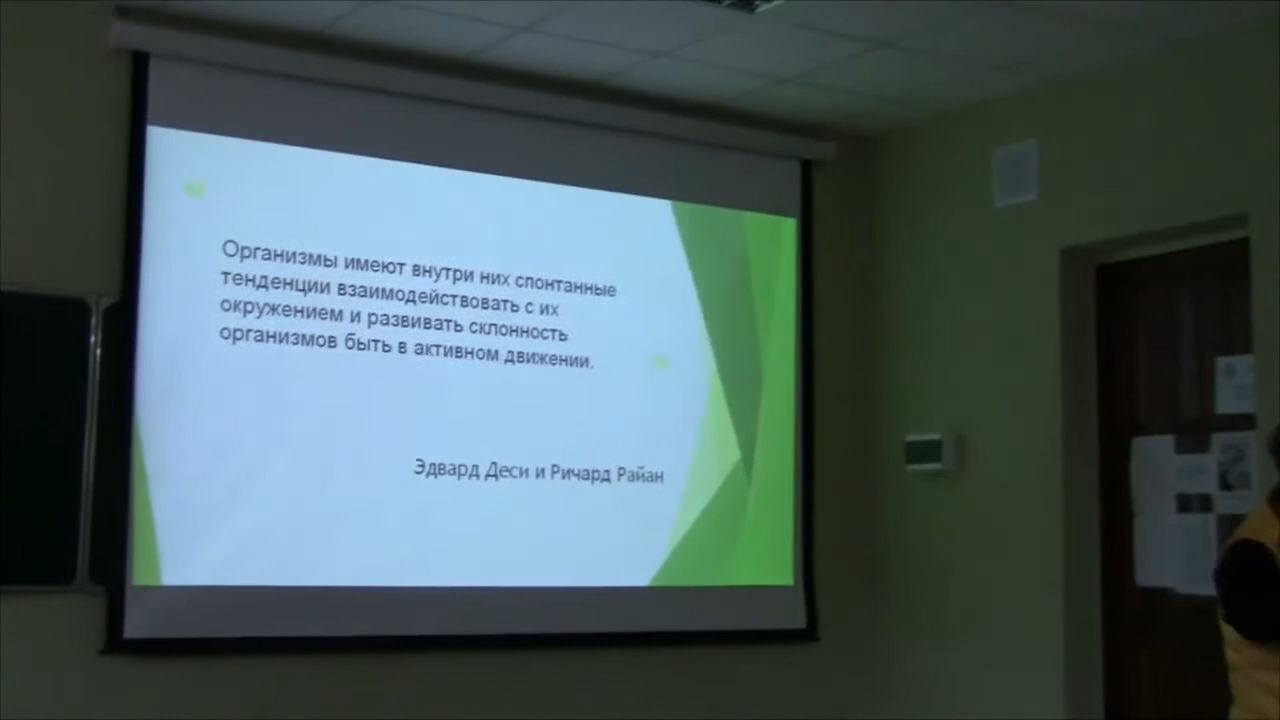 Организмы имеют внутри них спонтанные
тенденции взаимодействовать с их
окружением и развивать склонность
организмов быть в активном движении.
Эдвард Деси и Ричард Райан